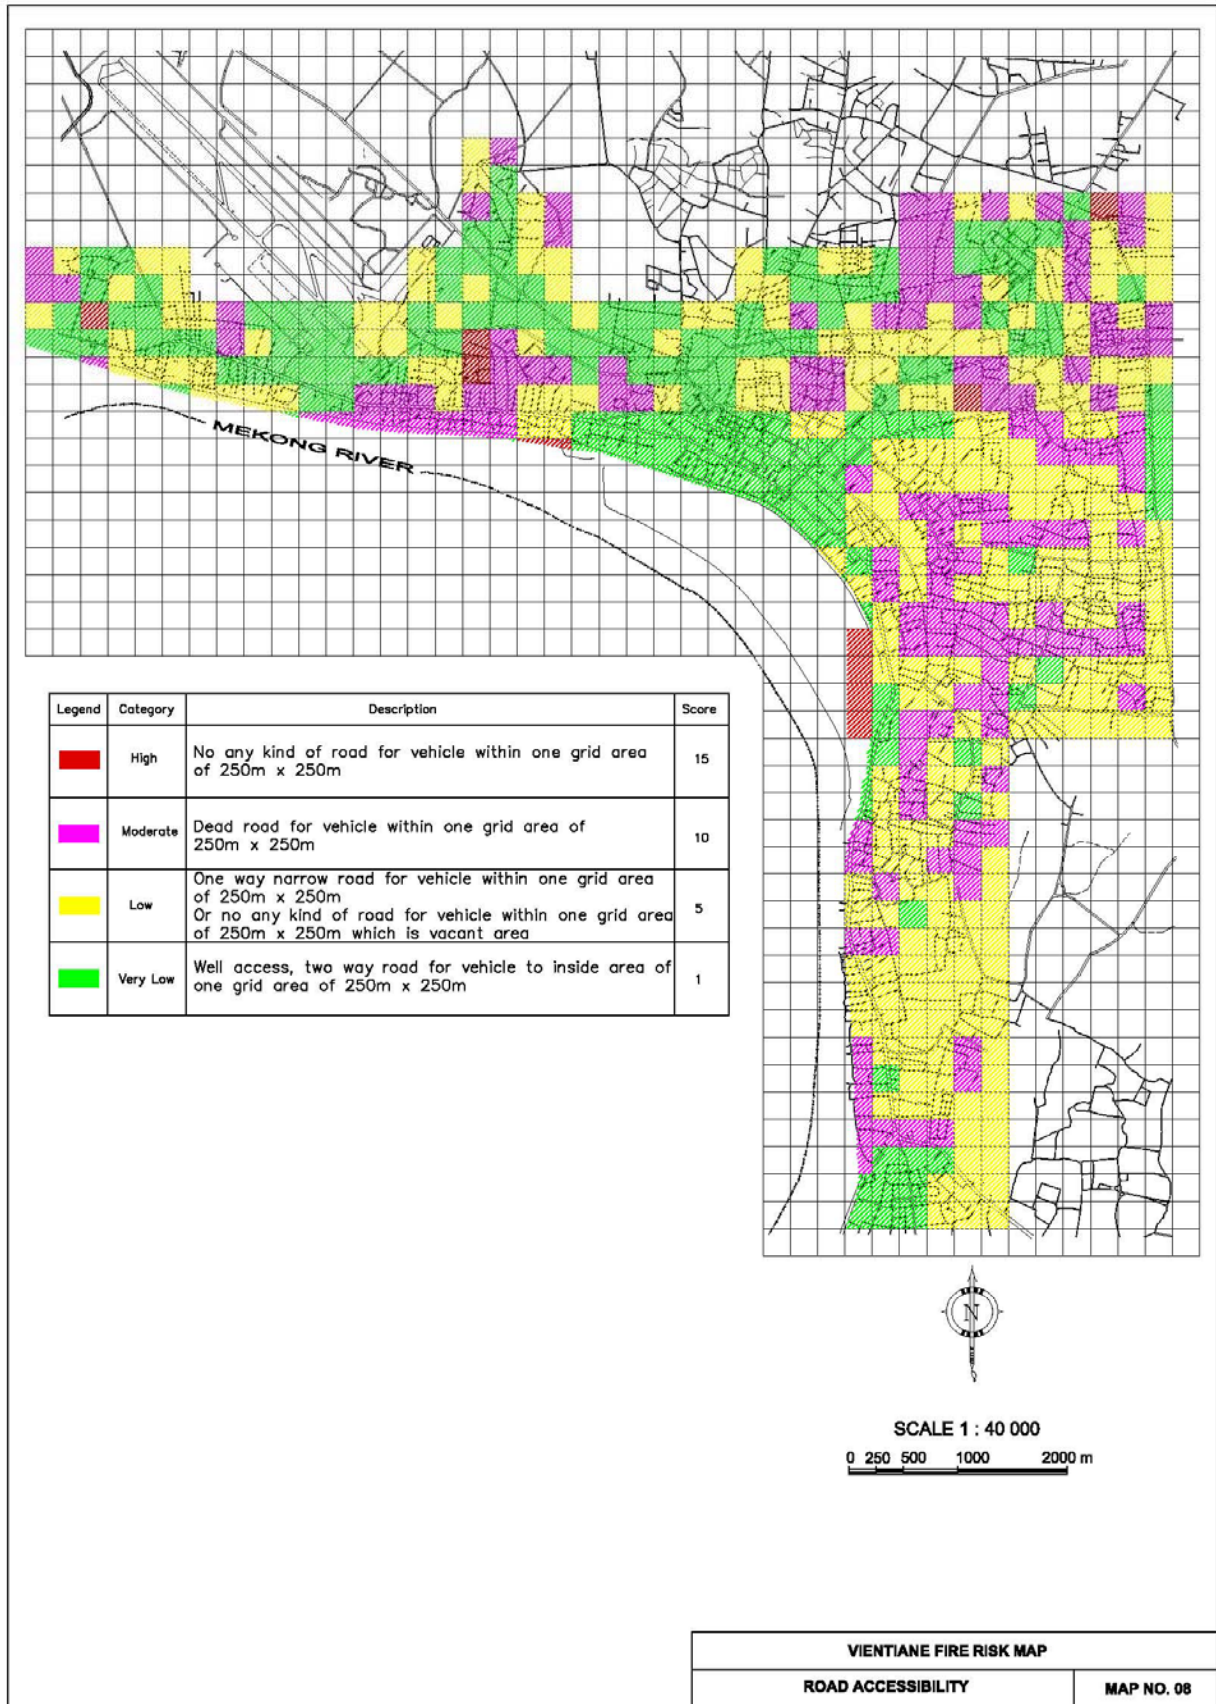 MEKONG RIVER
Legend Category Description Score
High No any kind of road for vehicle within one grid area
of 250m x 250m 15
Moderate Dead road for vehicle within one grid area of
250m x 250m 10
Low One way narrow road for vehicle within one grid area
of 250m x 250m
Or no any kind of road for vehicle within one grid area
of 250m x 250m which is vacant area 5
Very Low Well access, two way road for vehicle to inside area of
one grid area of 250m x 250m 1
N
SCALE 1 : 40 000
0 250 500 1000 2000 m
VIENTIANE FIRE RISK MAP
ROAD ACCESSIBILITY MAP NO. 08